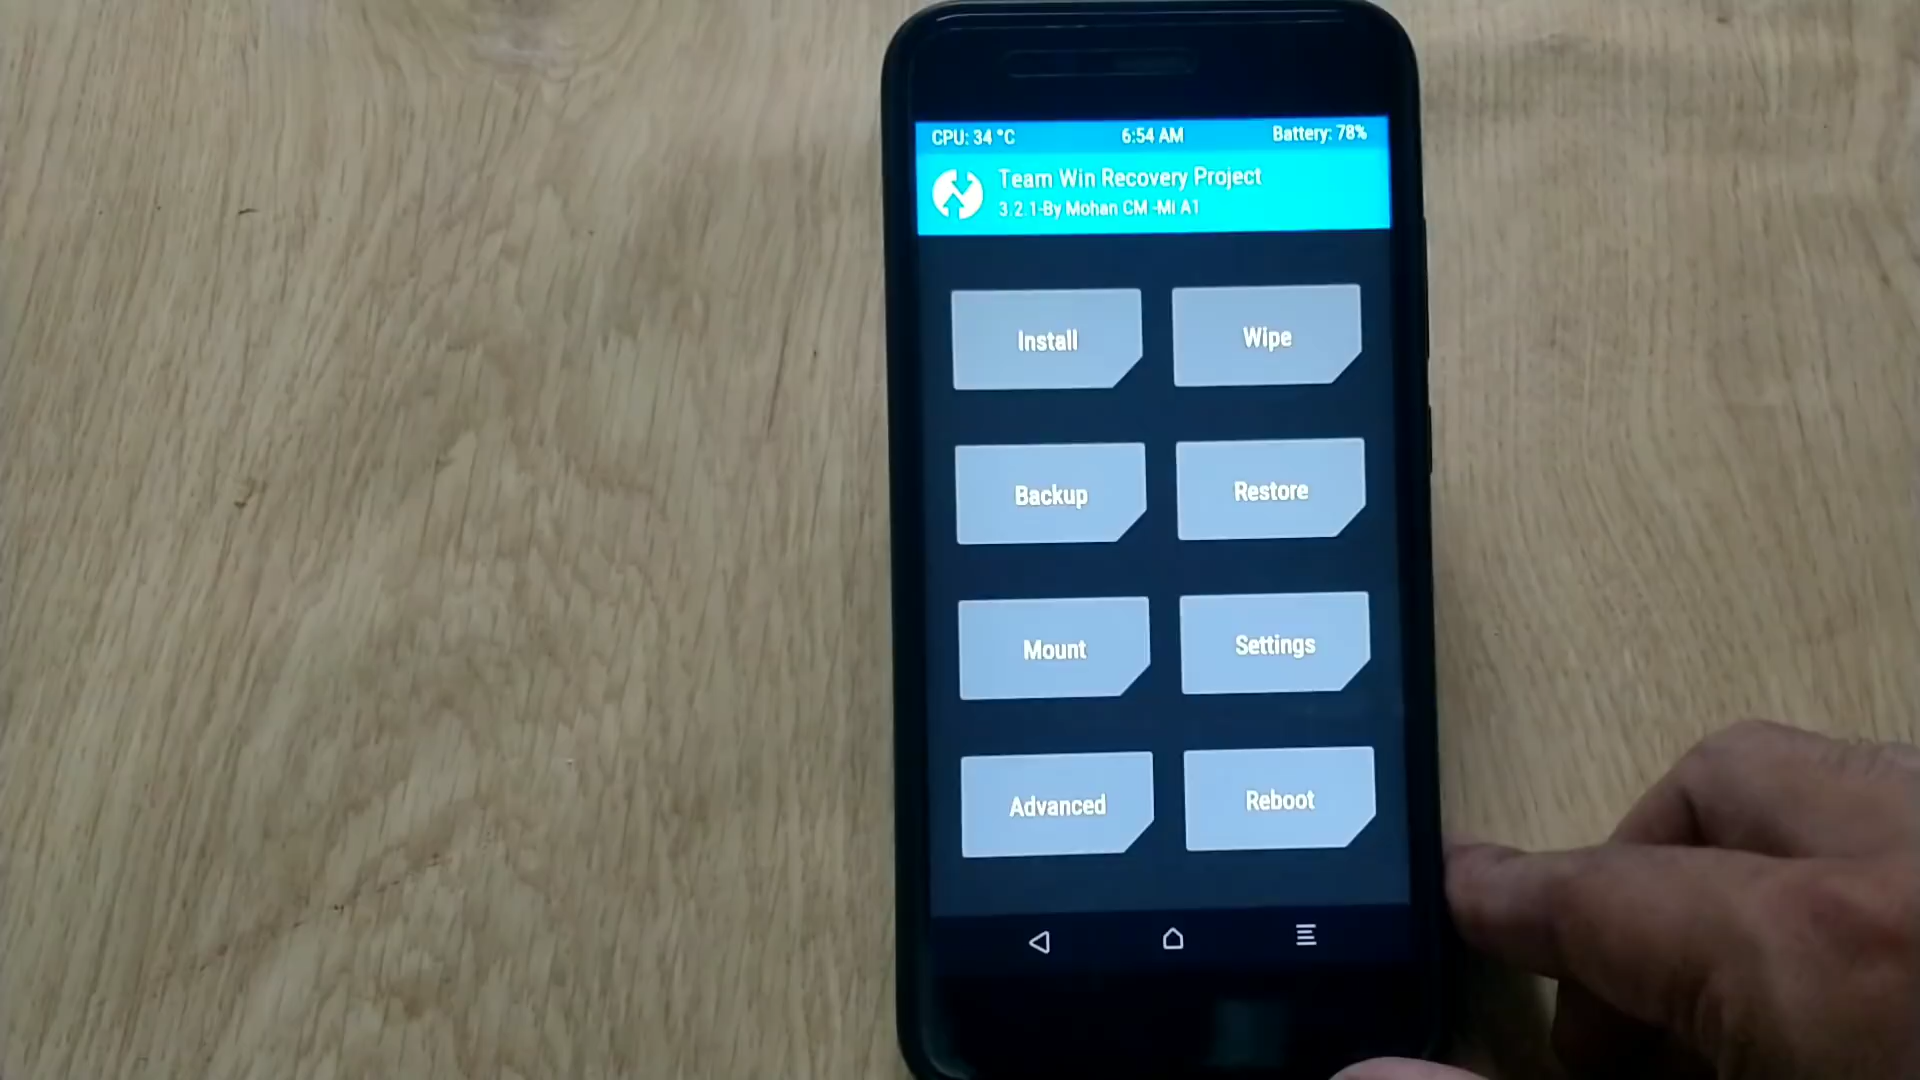 CPU: 34 °C 6:54 AM Battery: 78%
Team Win Recovery Project
3.2.1-By Mohan CM -Mi A1
Install Wipe
Backup Restore
Mount Settings
Advanced Reboot